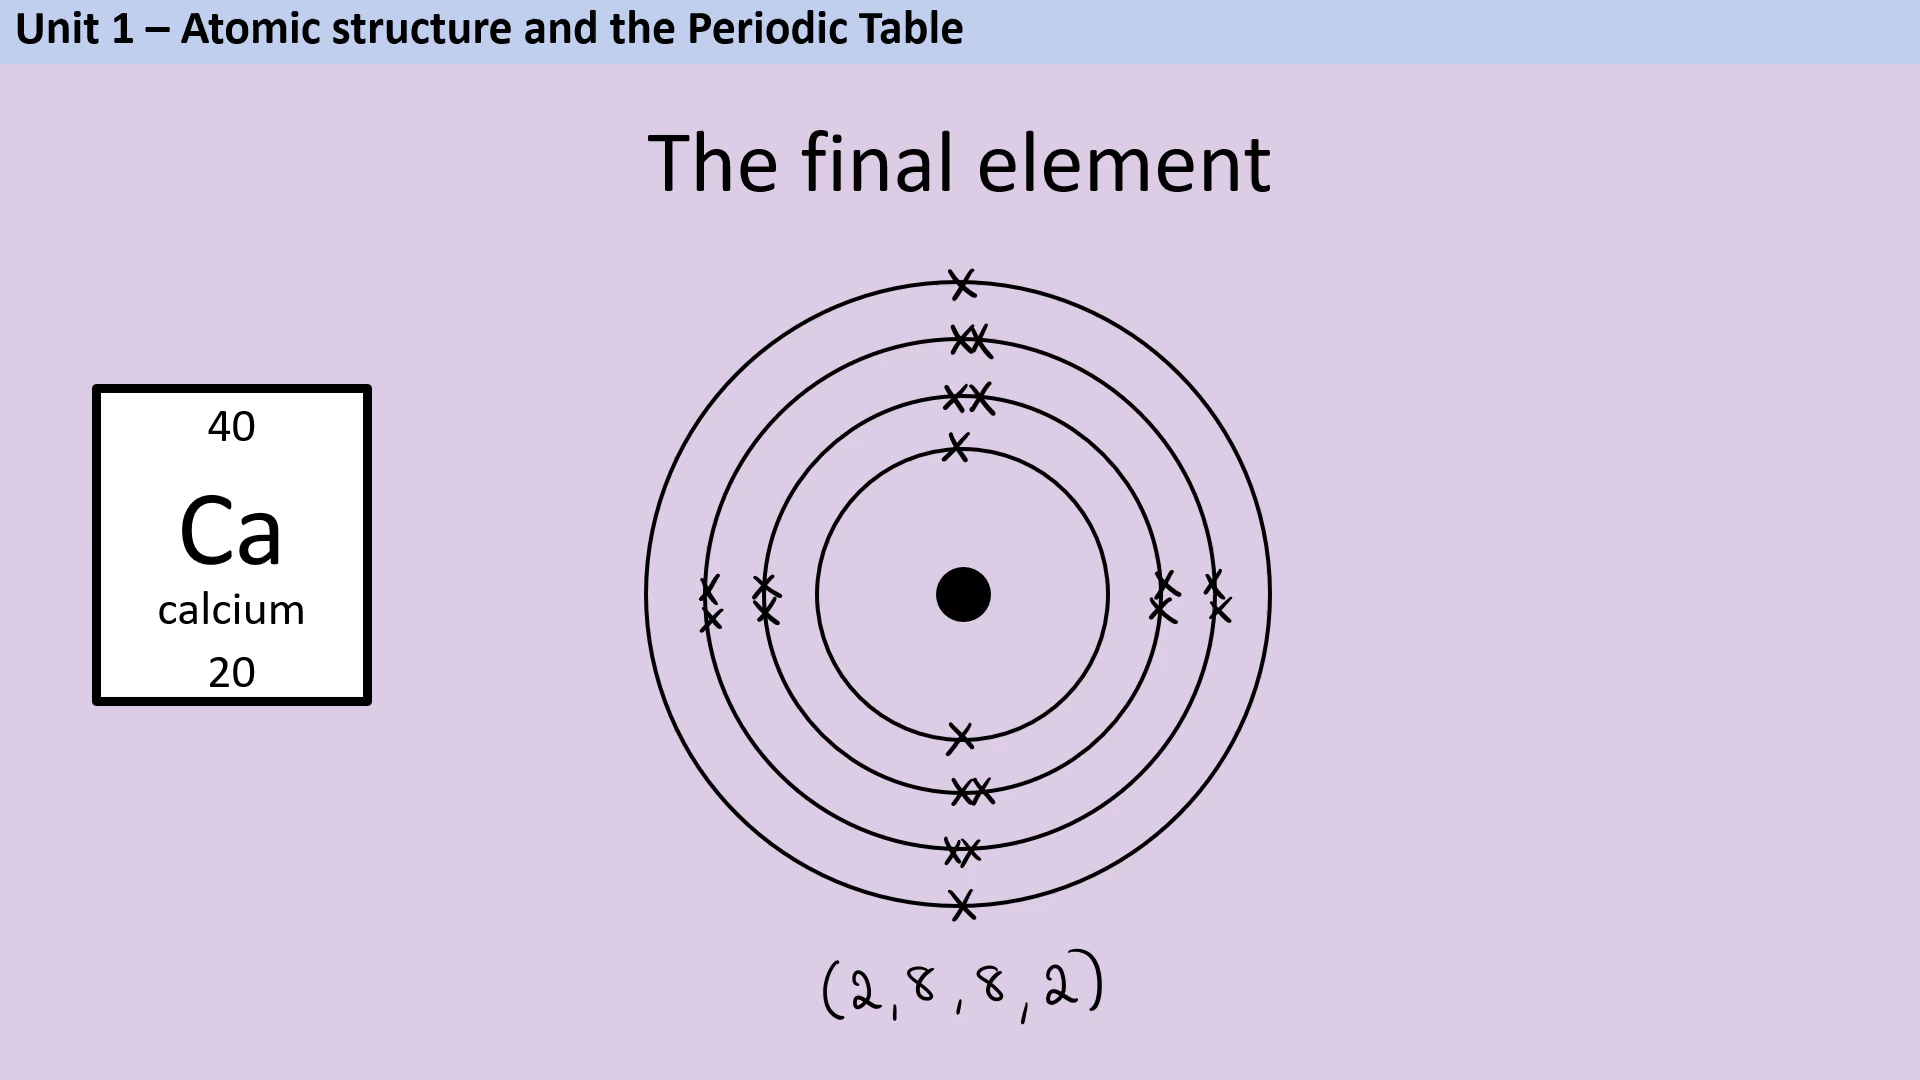 Unit 1 – Atomic structure and the Periodic Table
The final element
40
Ca
calcium
20
(2,8,8,2)